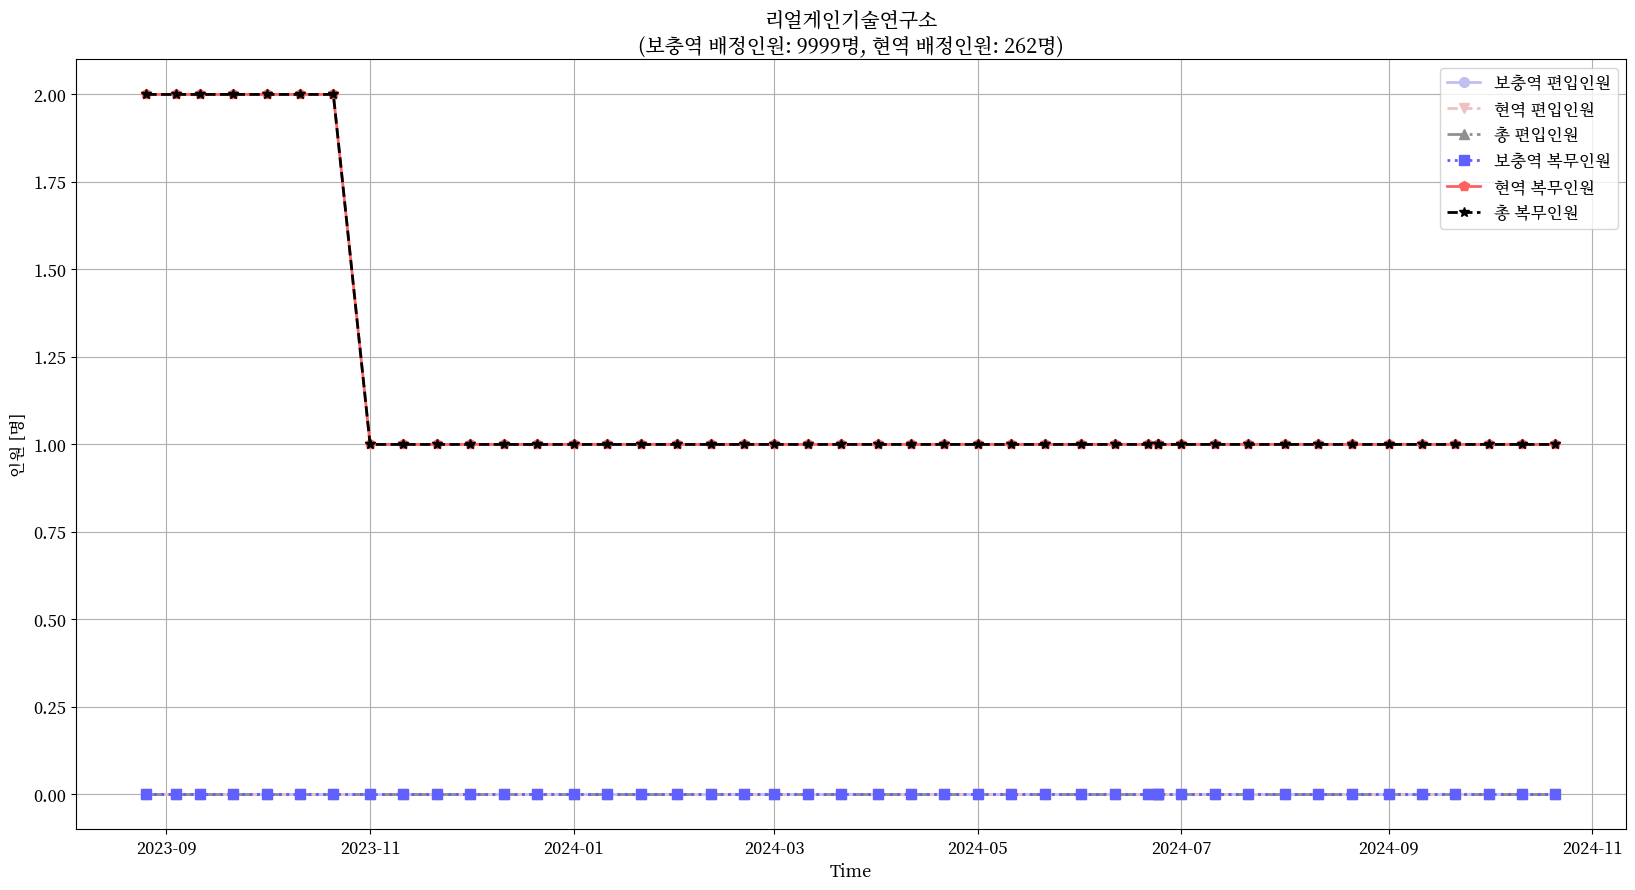 리얼게인기술연구소
(보충역 배정인원: 9999명, 현역 배정인원: 262명)
보충역 편입인원
현역 편입인원
총 편입인원
보충역 복무인원
현역 복무인원
총 복무인원
2.00
1.75
1.50
1.25
1.00
0.75
0.50
0.25
0.00
인원 [명]
2023-09 2023-11 2024-01 2024-03 2024-05 2024-07 2024-09 2024-11
Time